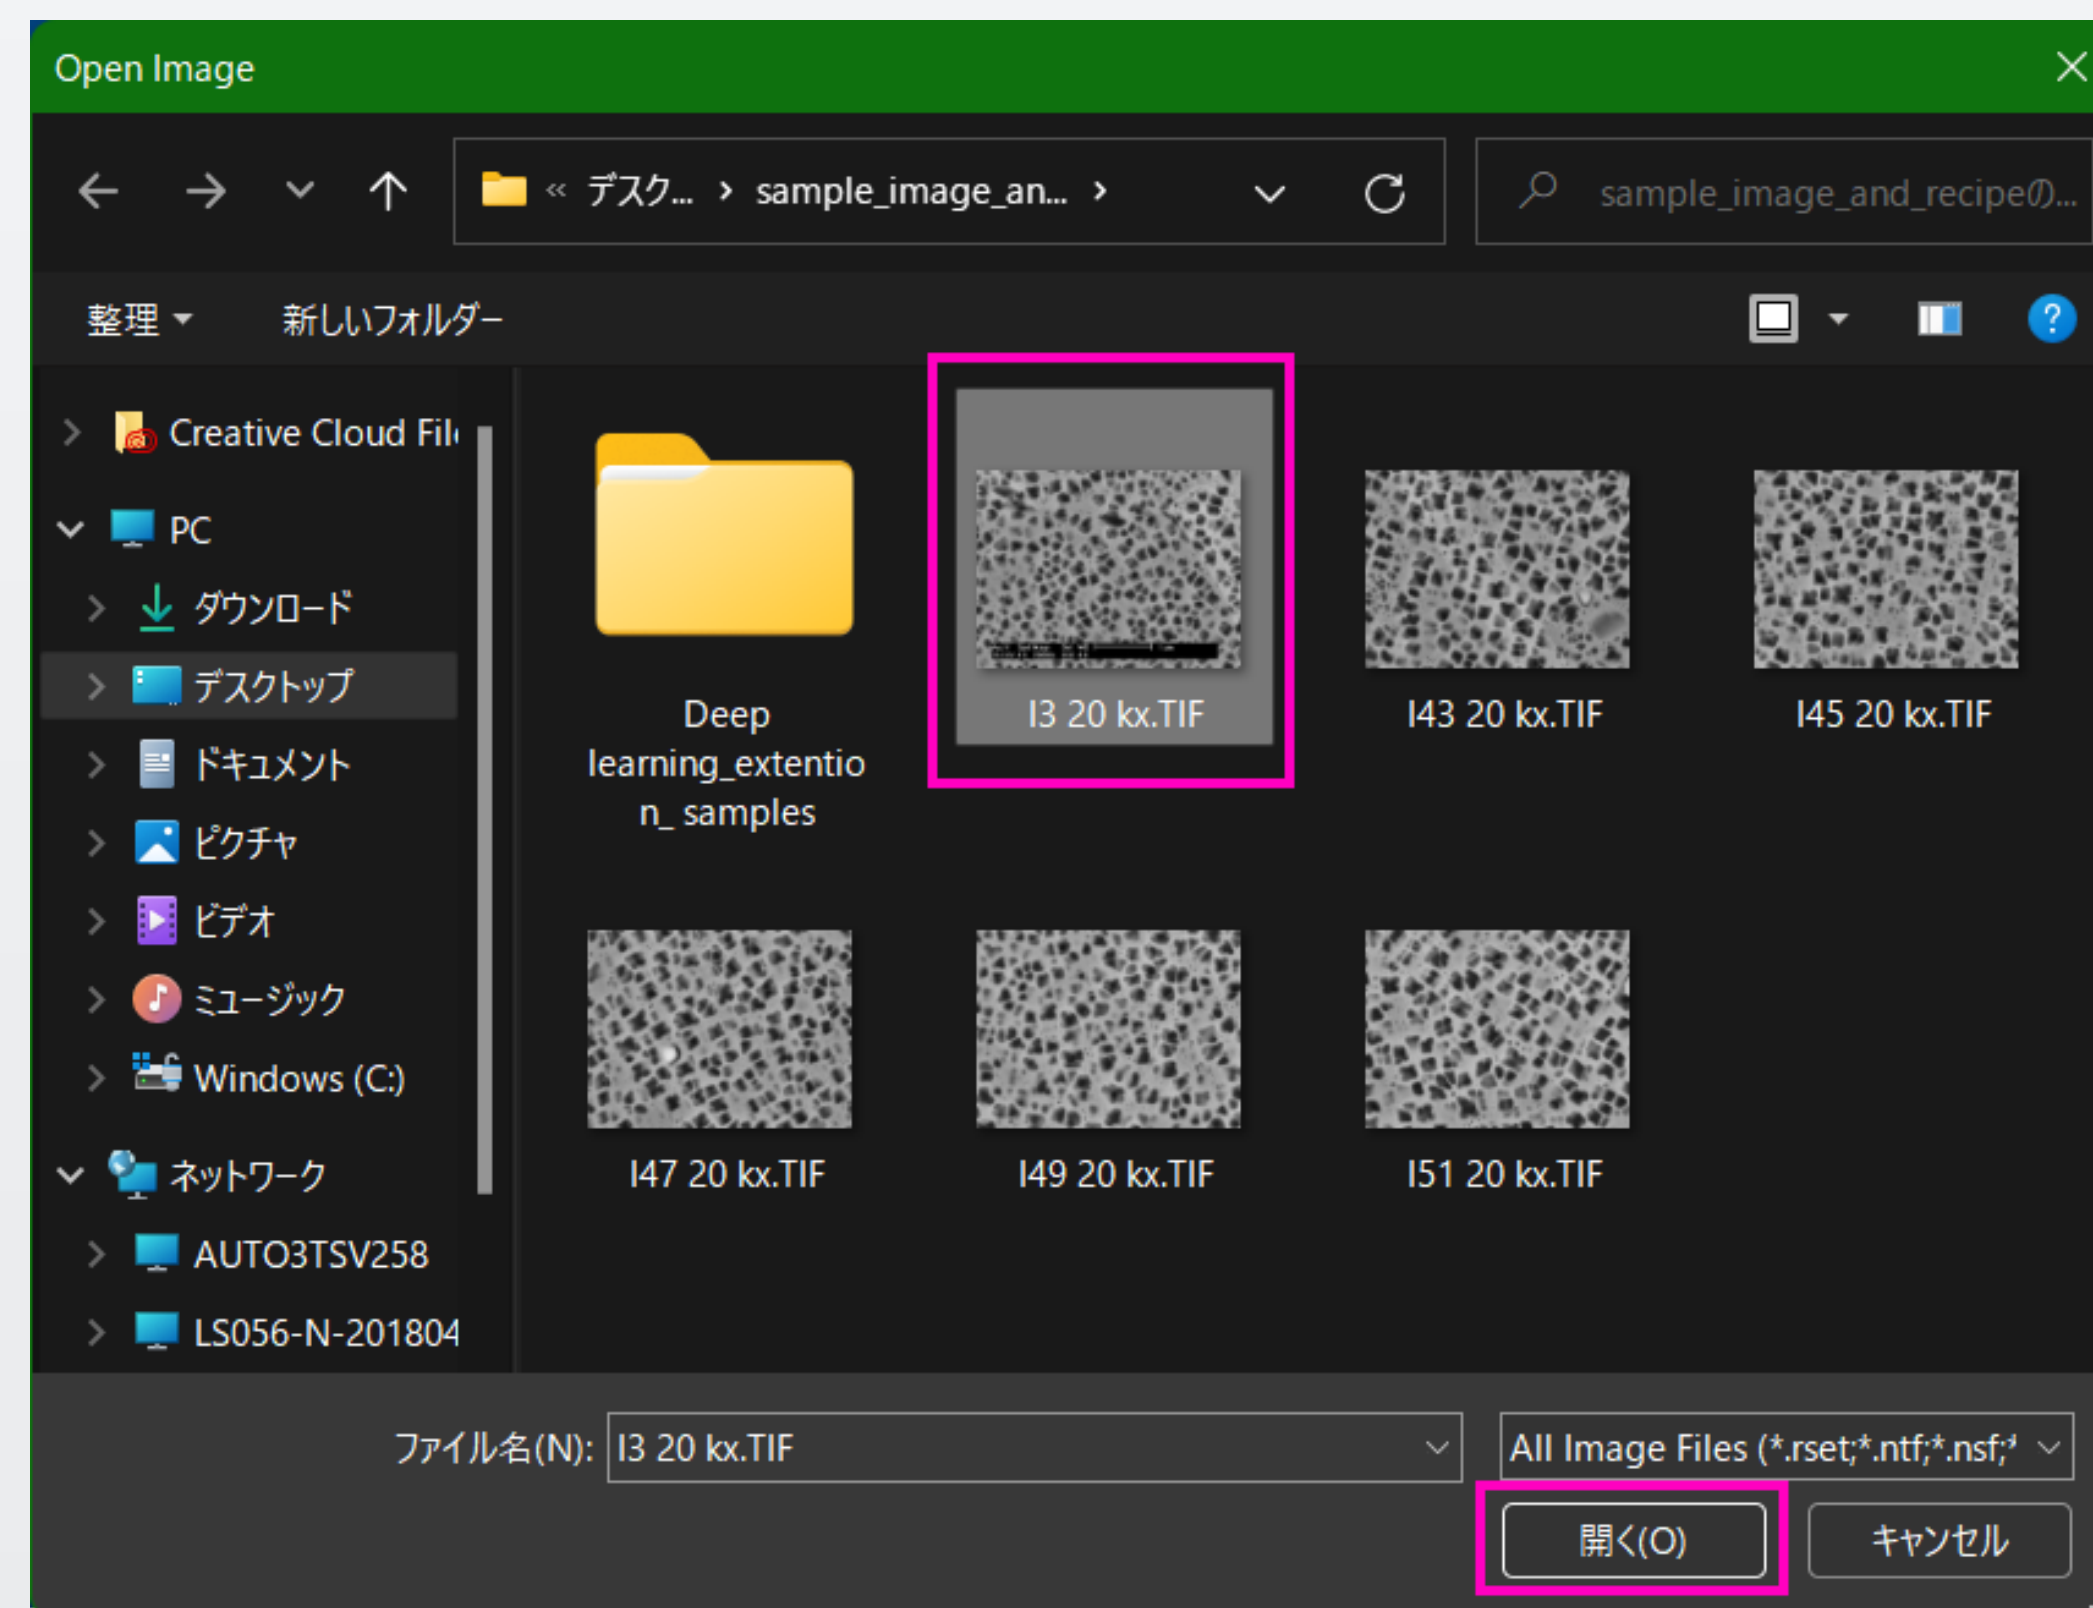 Open Image
« デスク... › sample_image_an... ›
sample_image_and_recipeの...
整理
新しいフォルダー
Creative Cloud File
PC
ダウンロード
デスクトップ
ドキュメント
ピクチャ
ビデオ
ミュージック
Windows (C:)
ネットワーク
AUTO3TSV258
LS056-N-201804
Deep
learning_extentio
n_ samples
I3 20 kx.TIF
I43 20 kx.TIF
I45 20 kx.TIF
I47 20 kx.TIF
I49 20 kx.TIF
I51 20 kx.TIF
ファイル名(N):
I3 20 kx.TIF
All Image Files (*.rset;*.ntf;*.nsf;*
開く(O)
キャンセル